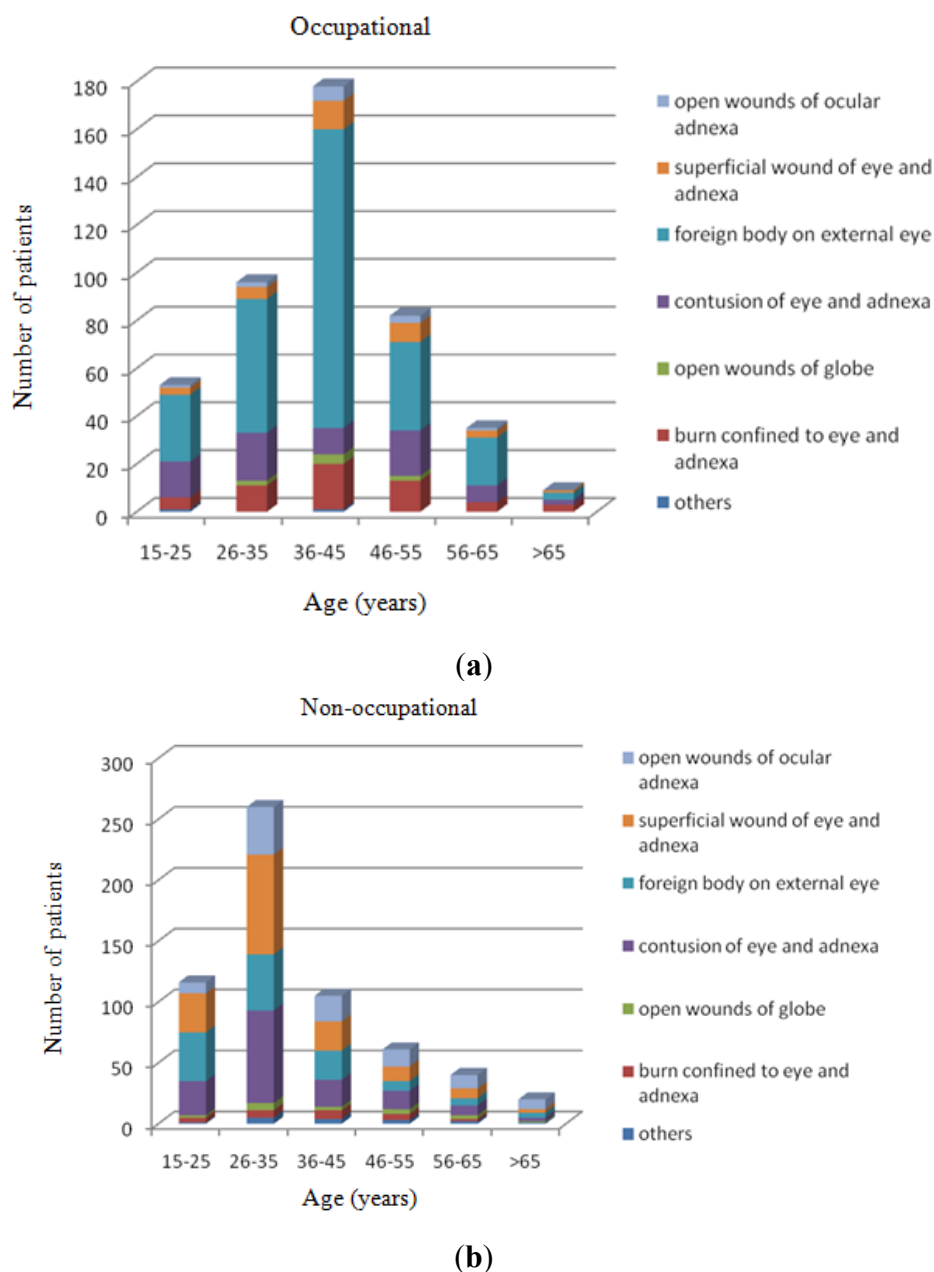 Occupational
Number of patients
180
160
140
120
100
80
60
40
20
0
15-25 26-35 36-45 46-55 56-65 >65
Age (years)
open wounds of ocular
adnexa
superficial wound of eye and
adnexa
foreign body on external eye
contusion of eye and adnexa
open wounds of globe
burn confined to eye and
adnexa
others
(a)
Non-occupational
Number of patients
300
250
200
150
100
50
0
15-25 26-35 36-45 46-55 56-65 >65
Age (years)
open wounds of ocular
adnexa
superficial wound of eye and
adnexa
foreign body on external eye
contusion of eye and adnexa
open wounds of globe
burn confined to eye and
adnexa
others
(b)